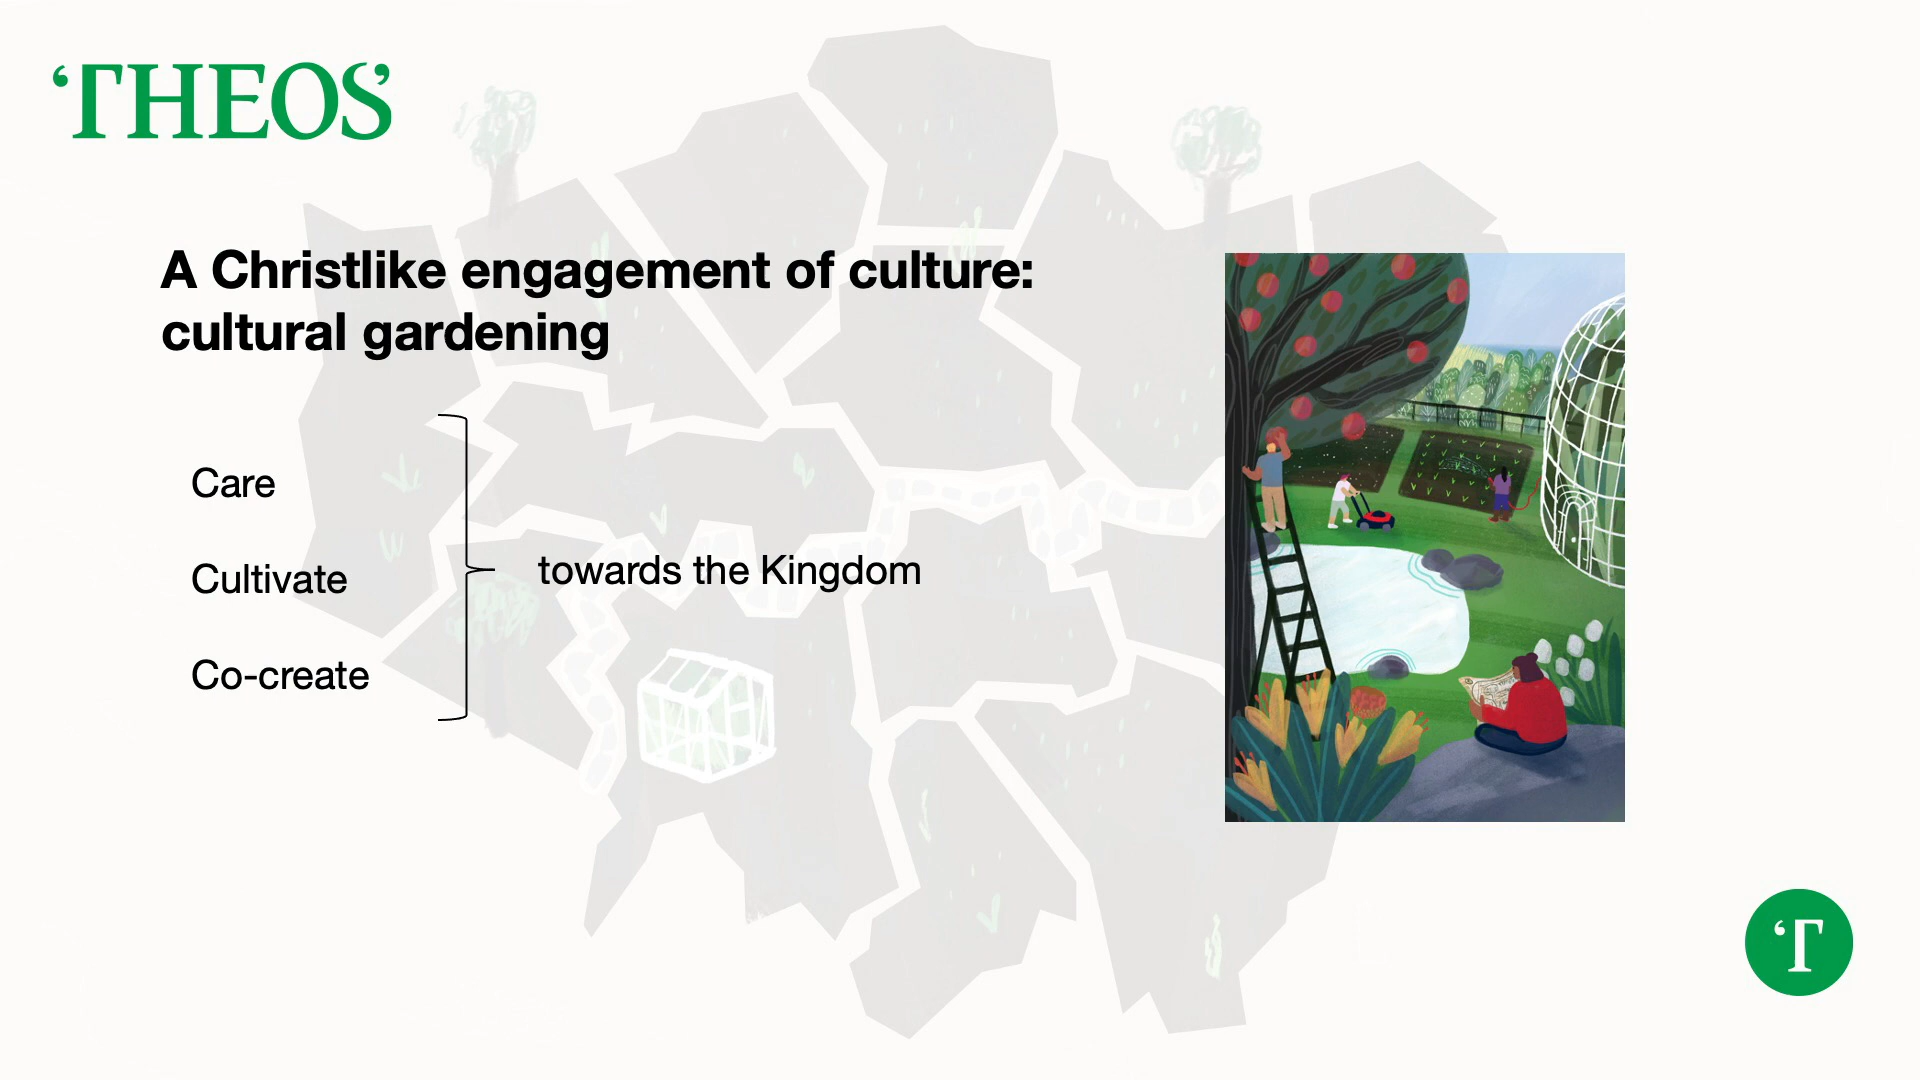 ‘THEOS’
A Christlike engagement of culture:
cultural gardening
Care
Cultivate
Co-create
towards the Kingdom
‘T